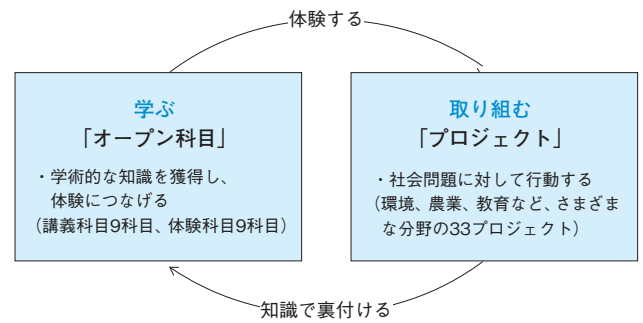 体験する
学ぶ
「オープン科目」
・学術的な知識を獲得し、
体験につなげる
（講義科目9科目、体験科目9科目）
取り組む
「プロジェクト」
・社会問題に対して行動する
（環境、農業、教育など、さまざま
な分野の33プロジェクト）
知識で裏付ける